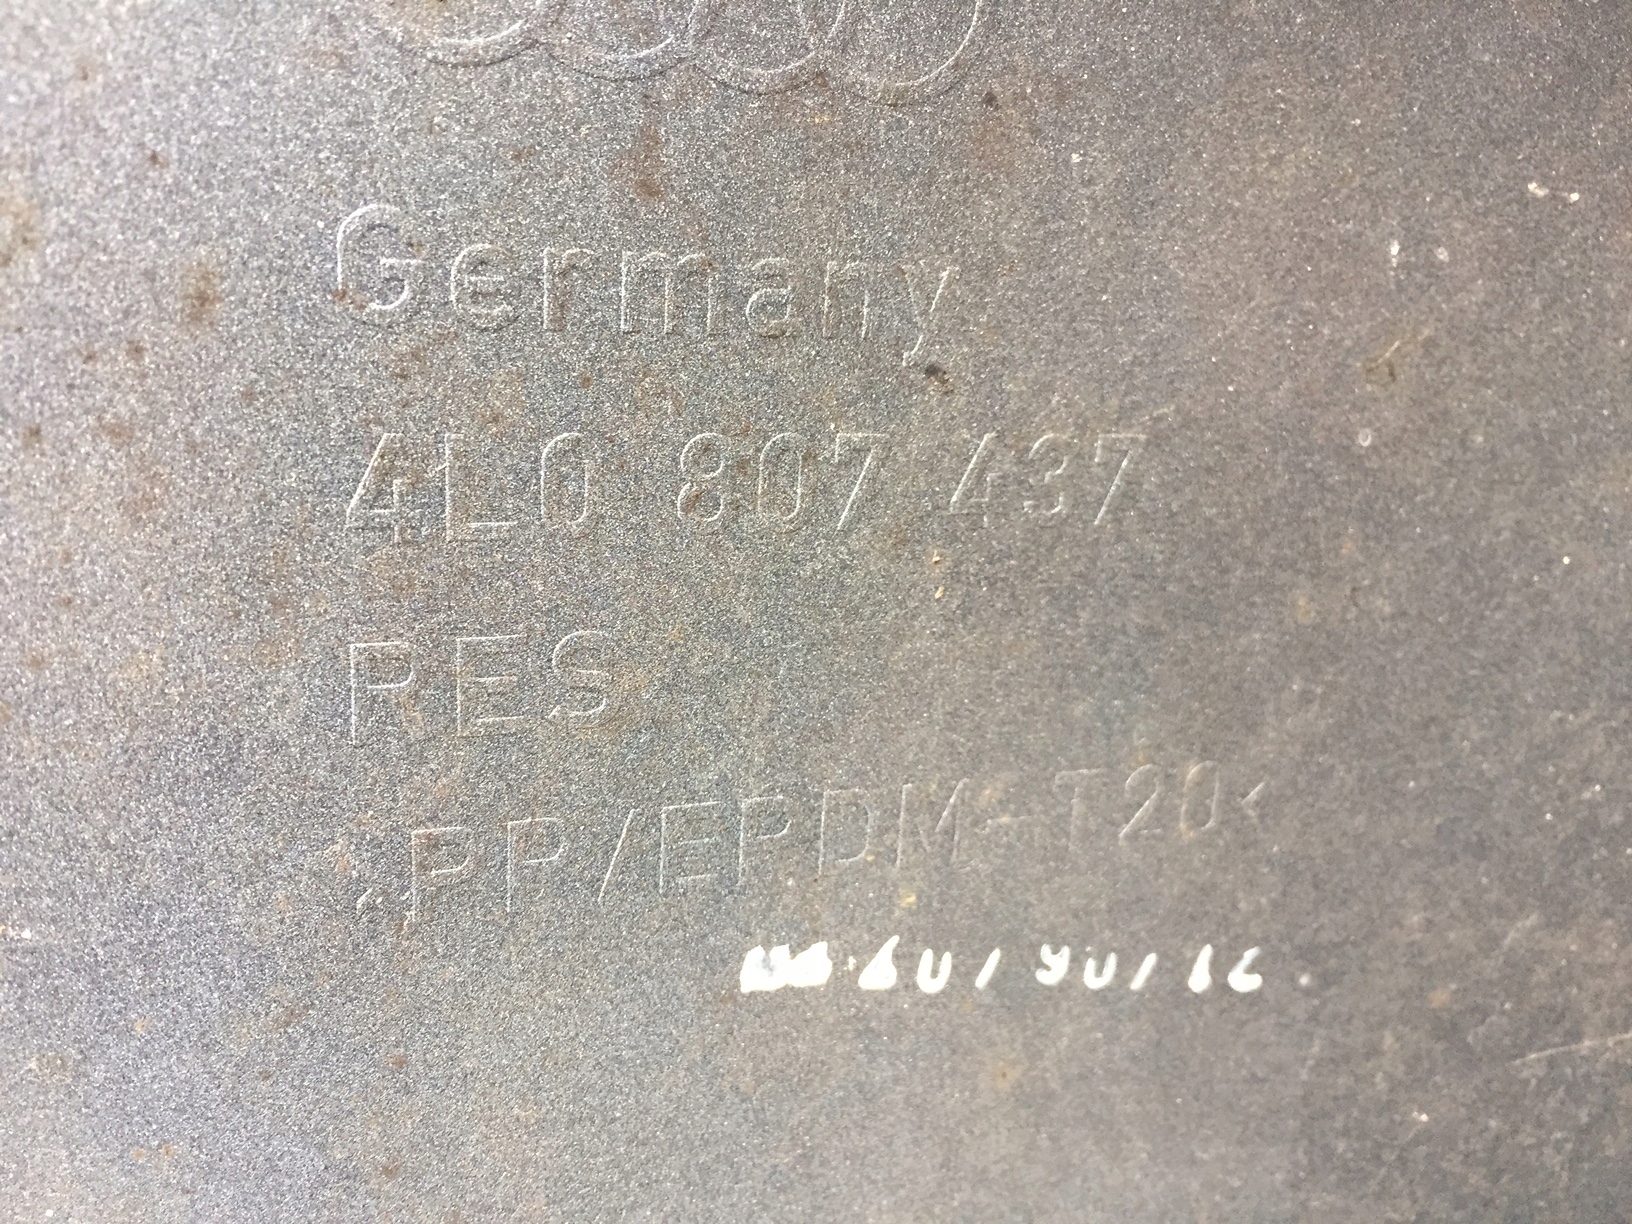 Germany
4L0 807 437
RES
>PP/EPDM-T20<